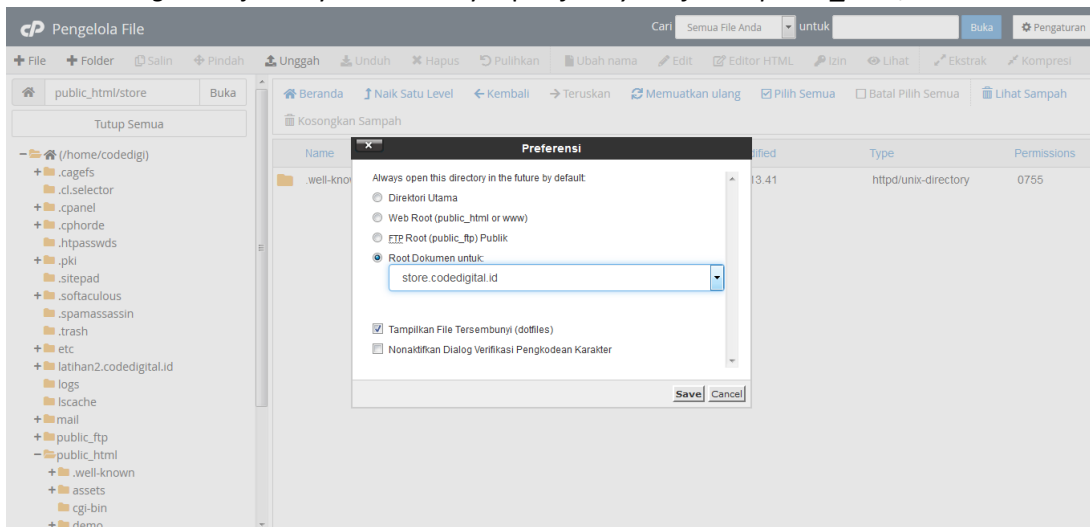 Pengelola File
Cari Semua File Anda untuk Buka Pengaturan
File Folder Salin Pindah Unggah Unduh Hapus Pulihkan Ubah nama Edit Editor HTML Izin Lihat Ekstrak Kompresi
public_html/store Buka
Beranda Naik Satu Level Kembali Teruskan Memuatkan ulang Pilih Semua Batal Pilih Semua Lihat Sampah
Tutup Semua
Kosongkan Sampah
Name Type Permissions
.well-kno 13.41 httpd/unix-directory 0755
Preferensi
Always open this directory in the future by default:
Direktori Utama
Web Root (public_html or www)
FTP Root (public_ftp) Publik
Root Dokumen untuk:
store.codedigital.id
Tampilkan File Tersembunyi (dotfiles)
Nonaktifkan Dialog Verifikasi Pengkodean Karakter
Save Cancel
(/home/codedigi)
.cagefs
.cl.selector
.cpanel
.cphorde
.htpasswds
.pki
.sitepad
.softaculous
.spamassassin
.trash
etc
latihan2.codedigital.id
logs
lscache
mail
public_ftp
public_html
.well-known
assets
cgi-bin
demo